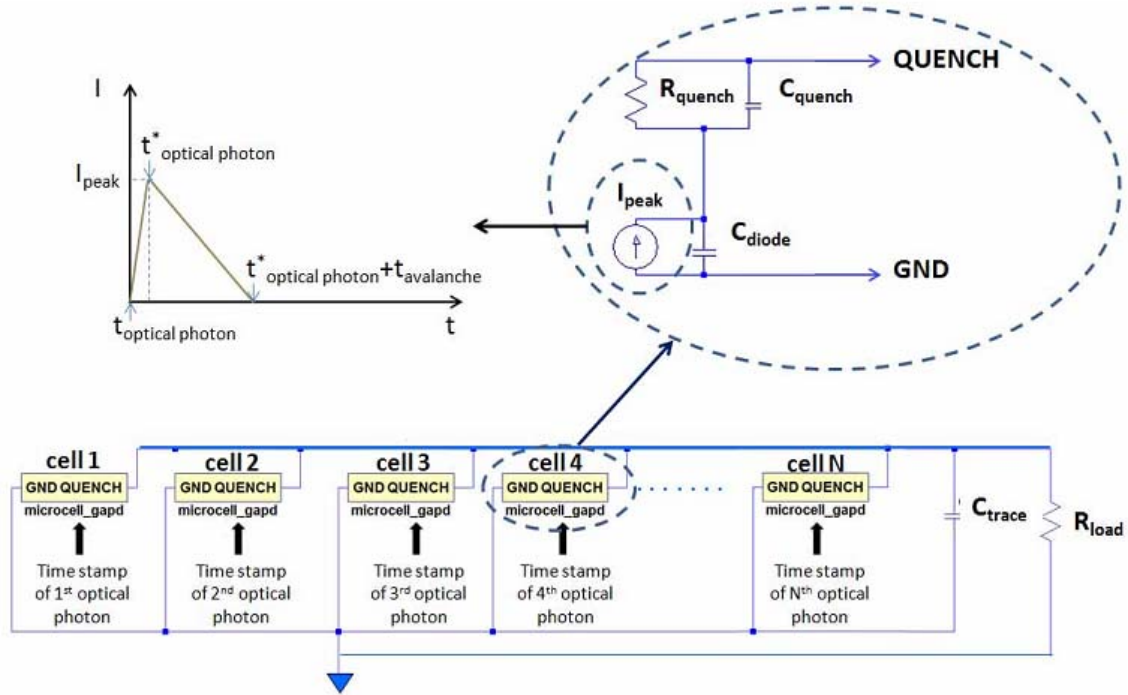 I
t*optical photon
Ipeak
t*optical photon+tavalanche
toptical photon
t
QUENCH
Rquench
Cquench
Ipeak
Cdiode
GND
cell 1
cell 2
cell 3
cell 4
cell N
GND QUENCH
GND QUENCH
GND QUENCH
GND QUENCH
GND QUENCH
microcell_gapd
microcell_gapd
microcell_gapd
microcell_gapd
microcell_gapd
Ctrace
Rload
Time stamp
of 1st optical
photon
Time stamp
of 2nd optical
photon
Time stamp
of 3rd optical
photon
Time stamp
of 4th optical
photon
Time stamp
of Nth optical
photon